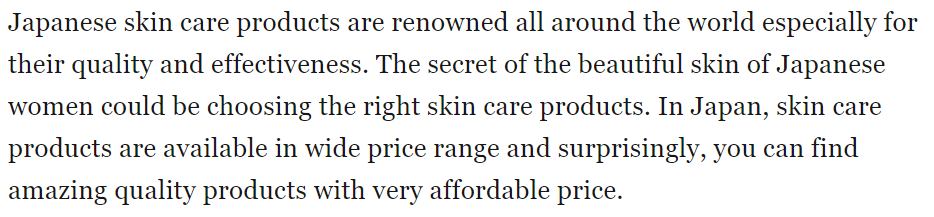 Japanese skin care products are renowned all around the world especially for
their quality and effectiveness. The secret of the beautiful skin of Japanese
women could be choosing the right skin care products. In Japan, skin care
products are available in wide price range and surprisingly, you can find
amazing quality products with very affordable price.